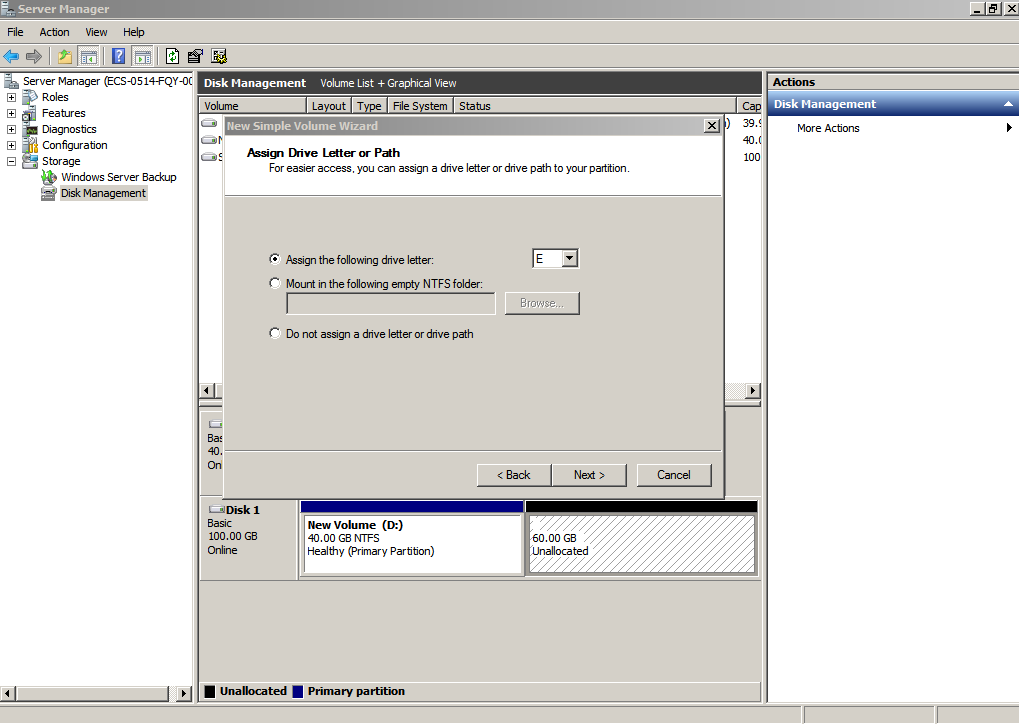 Server Manager
File Action View Help
Server Manager (ECS-0514-FQY-00
Roles
Features
Diagnostics
Configuration
Storage
Windows Server Backup
Disk Management
Disk Management Volume List + Graphical View
Volume Layout Type File System Status Cap
39.9
40.0
100
New Simple Volume Wizard
Assign Drive Letter or Path
For easier access, you can assign a drive letter or drive path to your partition.
Assign the following drive letter: E
Mount in the following empty NTFS folder:
Browse...
Do not assign a drive letter or drive path
< Back Next > Cancel
Bas
40.
Onl
Disk 1
Basic
100.00 GB
Online
New Volume (D:)
40.00 GB NTFS
Healthy (Primary Partition)
60.00 GB
Unallocated
Unallocated Primary partition
Actions
Disk Management
More Actions